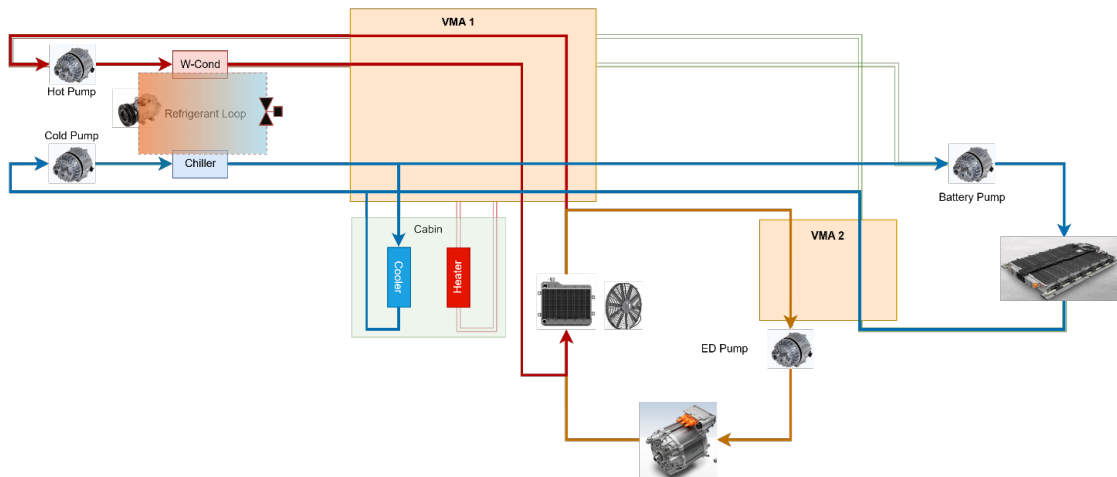 VMA 1
W-Cond
Hot Pump
Refrigerant Loop
Cold Pump
Chiller
Battery Pump
Cabin
VMA 2
Cooler
Heater
ED Pump